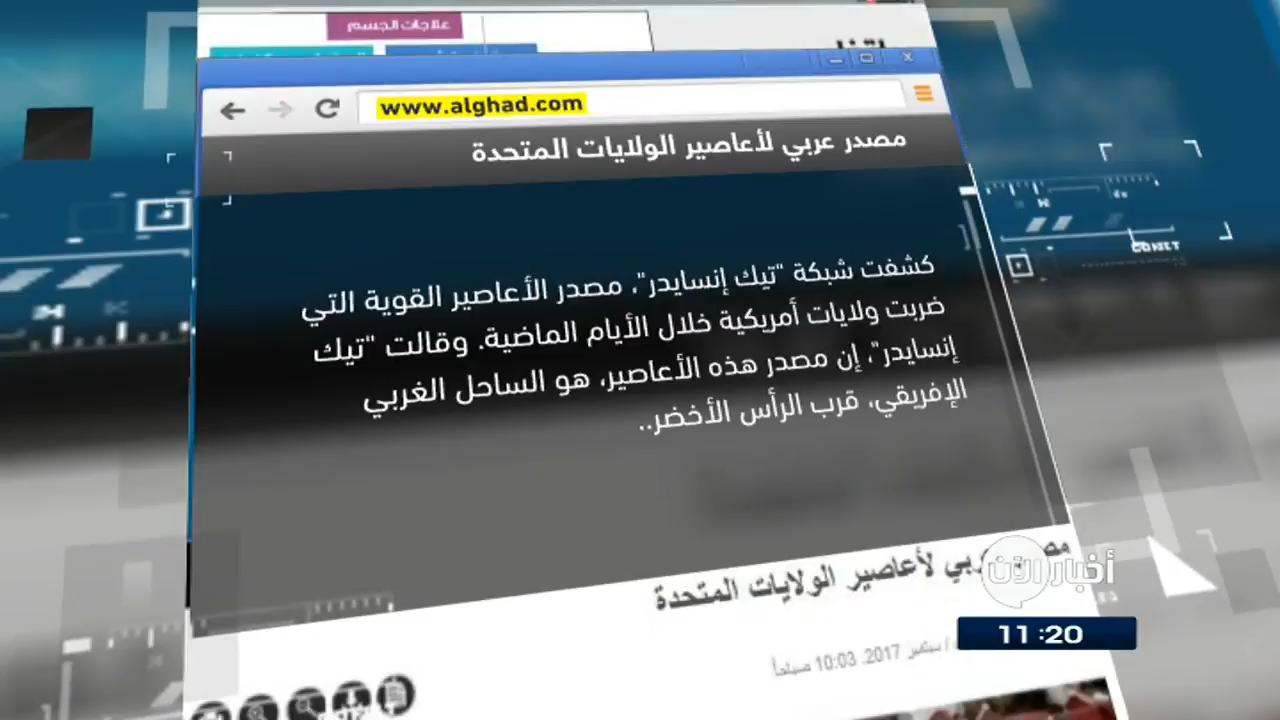 علاجات الجسم
www.alghad.com
مصدر عربي لأعاصير الولايات المتحدة
كشفت شبكة "تيك إنسايدر"، مصدر الأعاصير القوية التي
ضربت ولايات أمريكية خلال الأيام الماضية. وقالت "تيك
إنسايدر"، إن مصدر هذه الأعاصير، هو الساحل الغربي
الإفريقي، قرب الرأس الأخضر..
لأعاصير الولايات المتحدة
أخبار الآن
11:20
/ سبتمبر 2017. 10:03 صباحاً